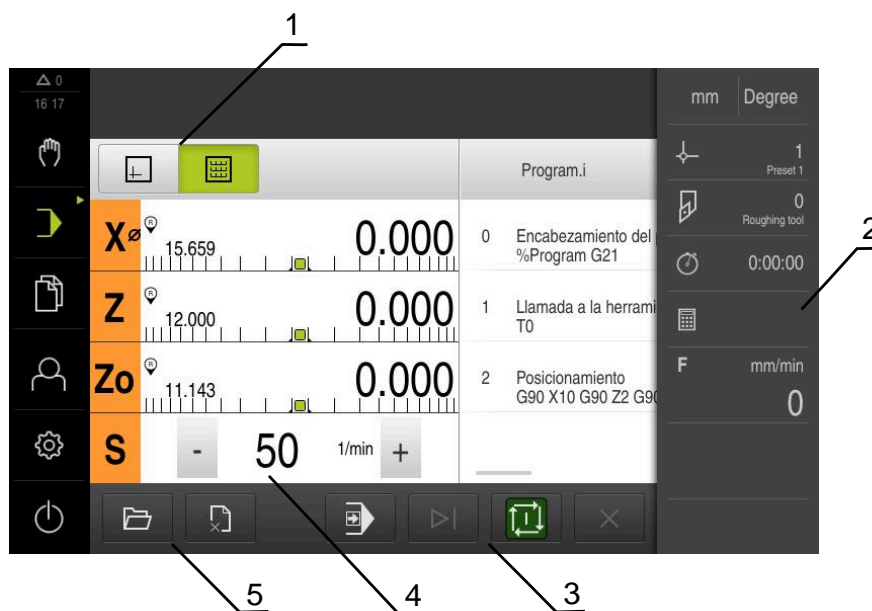 1
0
16 17
mm Degree
1
Preset 1
Program.i
0
Roughing tool
X⌀ R 15.659 0.000
0 Encabezamiento del
%Program G21
2
0:00:00
Z R 12.000 0.000
1 Llamada a la herrami
T0
Zo R 11.143 0.000
2 Posicionamiento
G90 X10 G90 Z2 G90
F mm/min
0
S - 50 1/min +
5
4
3